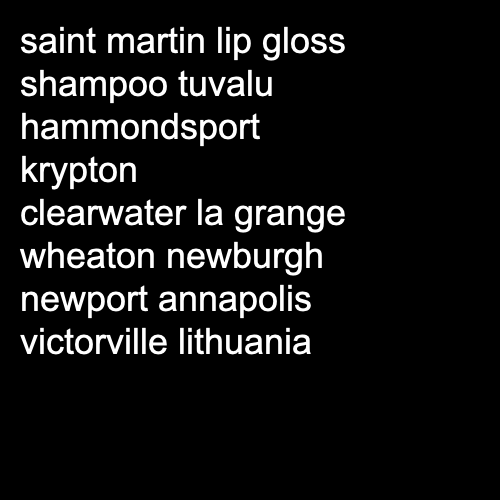 saint martin lip gloss
shampoo tuvalu
hammondsport
krypton
clearwater la grange
wheaton newburgh
newport annapolis
victorville lithuania